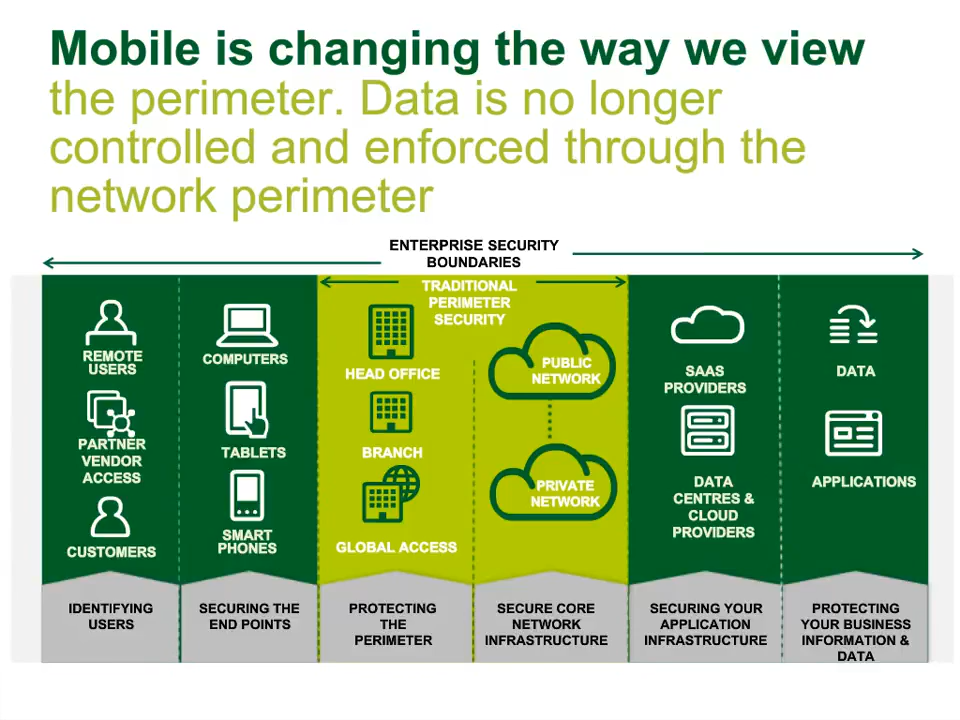 Mobile is changing the way we view
the perimeter. Data is no longer
controlled and enforced through the
network perimeter
ENTERPRISE SECURITY
BOUNDARIES
TRADITIONAL
PERIMETER
SECURITY
REMOTE
USERS
PARTNER
VENDOR
ACCESS
CUSTOMERS
COMPUTERS
TABLETS
SMART
PHONES
HEAD OFFICE
BRANCH
GLOBAL ACCESS
PUBLIC
NETWORK
PRIVATE
NETWORK
SAAS
PROVIDERS
DATA
CENTRES &
CLOUD
PROVIDERS
DATA
APPLICATIONS
IDENTIFYING
USERS
SECURING THE
END POINTS
PROTECTING
THE
PERIMETER
SECURE CORE
NETWORK
INFRASTRUCTURE
SECURING YOUR
APPLICATION
INFRASTRUCTURE
PROTECTING
YOUR BUSINESS
INFORMATION &
DATA